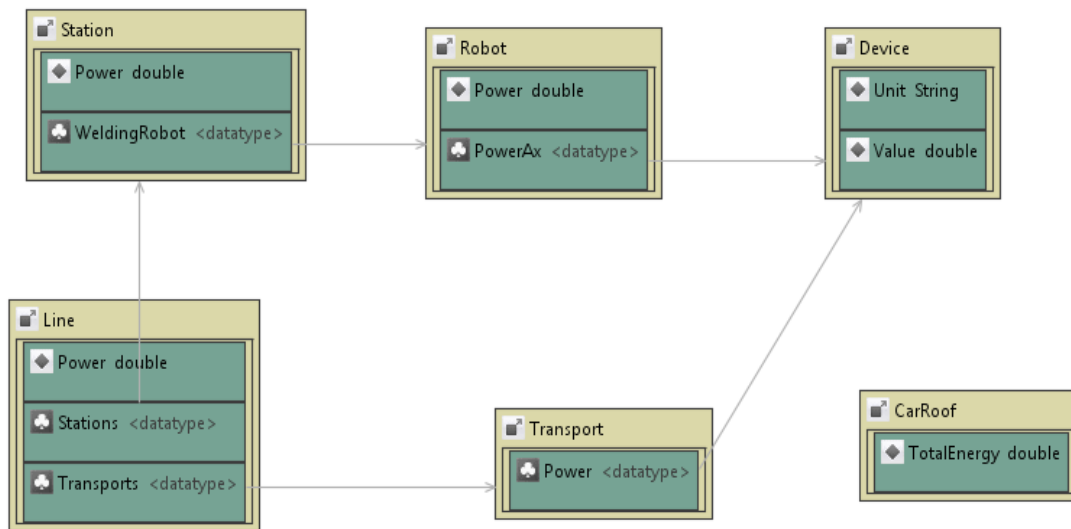 Station
Power double
WeldingRobot <datatype>
Robot
Power double
PowerAx <datatype>
Device
Unit String
Value double
Line
Power double
Stations <datatype>
Transports <datatype>
Transport
Power <datatype>
CarRoof
TotalEnergy double